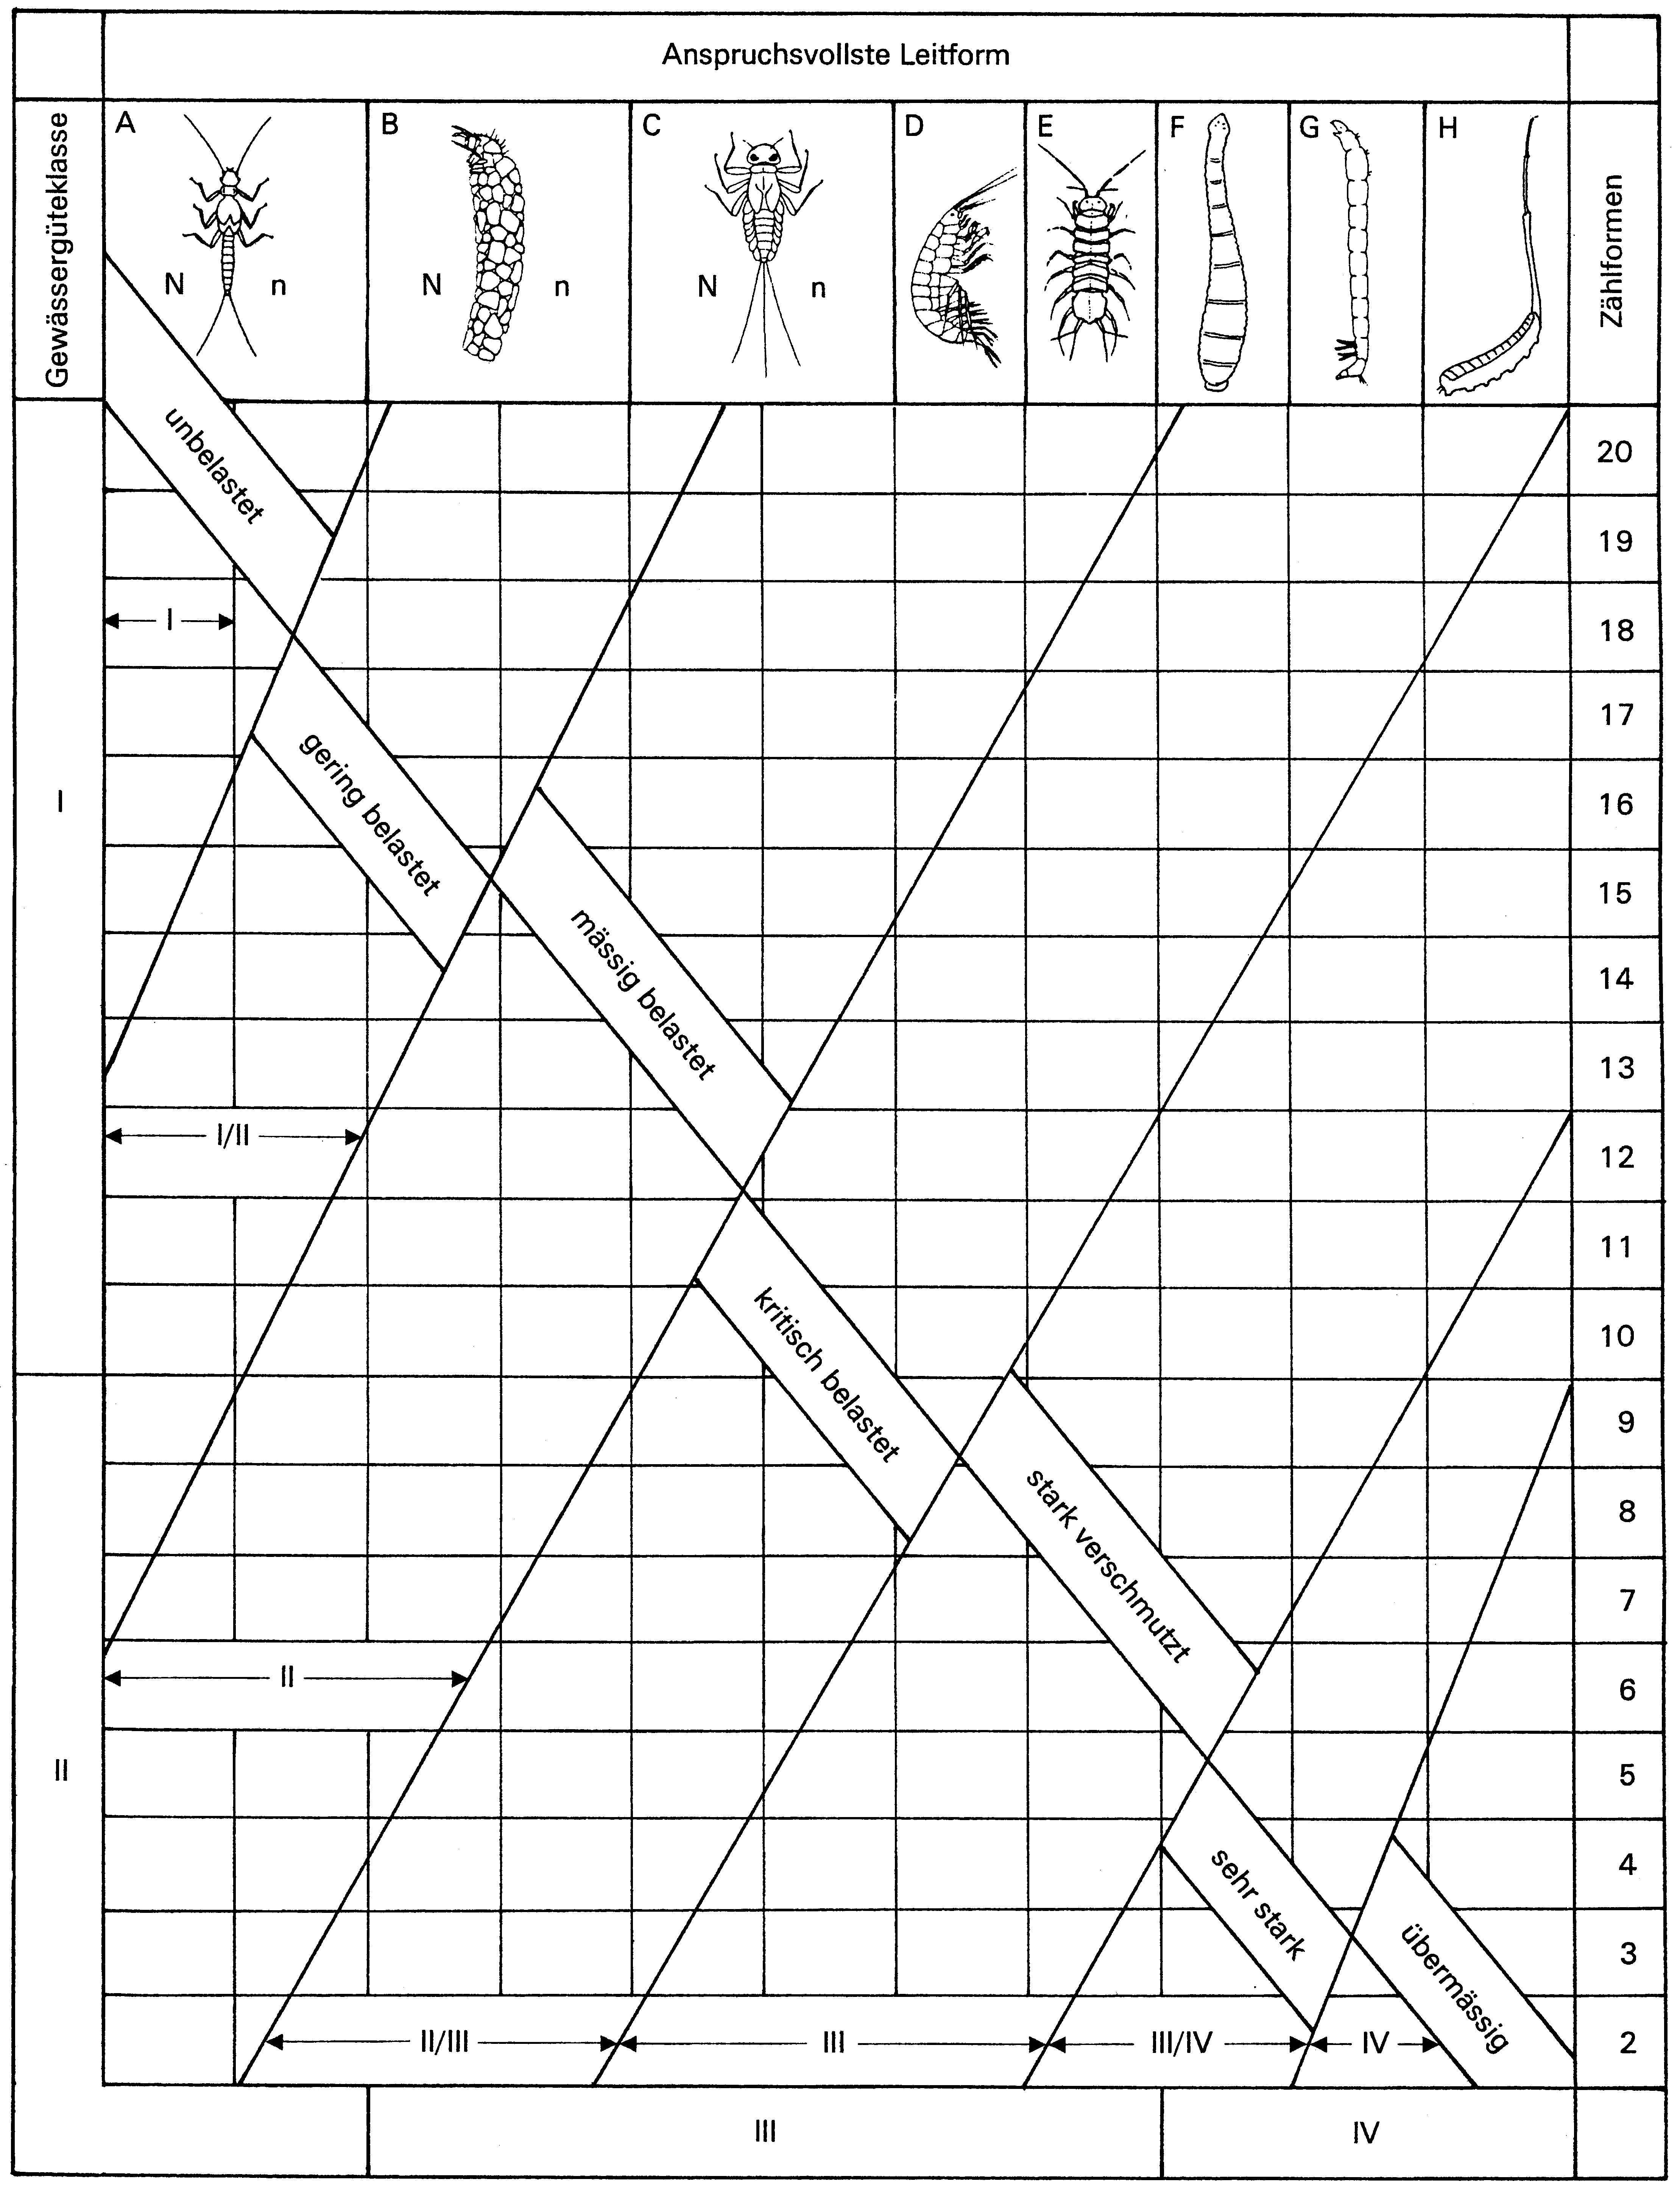 Anspruchsvollste Leitform
Gewässergüteklasse
A
B
C
D
E
F
G
H
Zählformen
N n
N n
N n
unbelastet
20
19
I
18
gering belastet
17
I
16
15
mässig belastet
14
13
I/II
12
11
kritisch belastet
10
9
stark verschmutzt
8
7
II
6
II
5
sehr stark
4
übermässig
3
II/III
III
III/IV
IV
2
III
IV